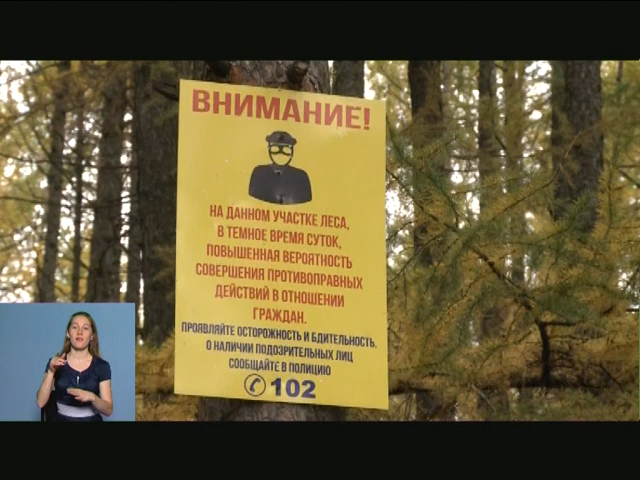 ВНИМАНИЕ!
НА ДАННОМ УЧАСТКЕ ЛЕСА,
В ТЕМНОЕ ВРЕМЯ СУТОК,
ПОВЫШЕННАЯ ВЕРОЯТНОСТЬ
СОВЕРШЕНИЯ ПРОТИВОПРАВНЫХ
ДЕЙСТВИЙ В ОТНОШЕНИИ
ГРАЖДАН.
ПРОЯВЛЯЙТЕ ОСТОРОЖНОСТЬ И БДИТЕЛЬНОСТЬ,
О НАЛИЧИИ ПОДОЗРИТЕЛЬНЫХ ЛИЦ
СООБЩАЙТЕ В ПОЛИЦИЮ
102